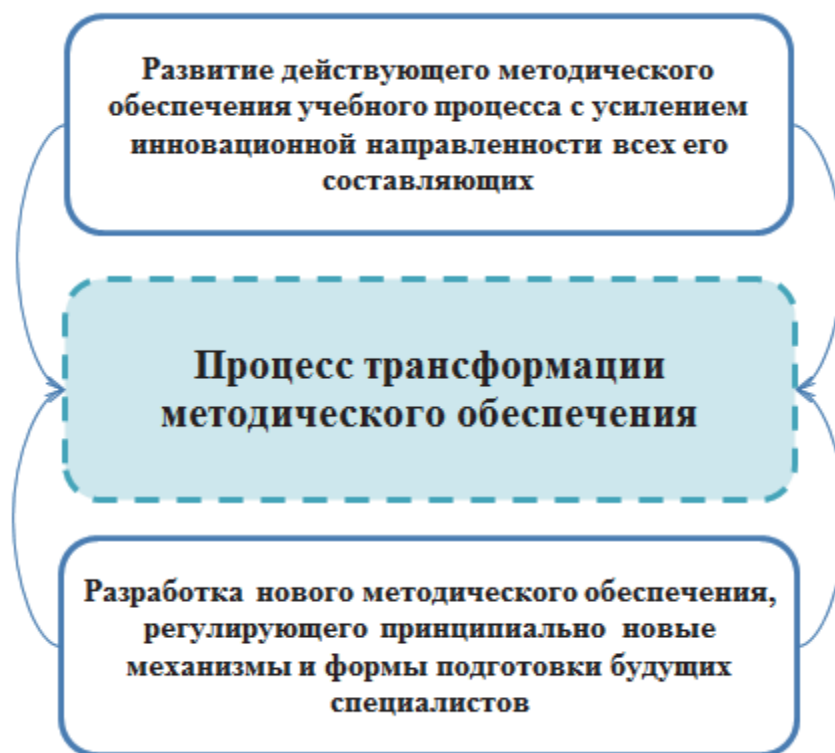 Развитие действующего методического
обеспечения учебного процесса с усилением
инновационной направленности всех его
составляющих
Процесс трансформации
методического обеспечения
Разработка нового методического обеспечения,
регулирующего принципиально новые
механизмы и формы подготовки будущих
специалистов